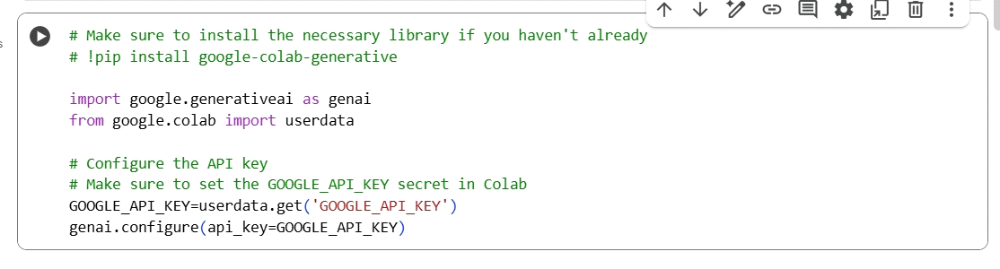 # Make sure to install the necessary library if you haven't already
# !pip install google-colab-generative
import google.generativeai as genai
from google.colab import userdata
# Configure the API key
# Make sure to set the GOOGLE_API_KEY secret in Colab
GOOGLE_API_KEY=userdata.get('GOOGLE_API_KEY')
genai.configure(api_key=GOOGLE_API_KEY)